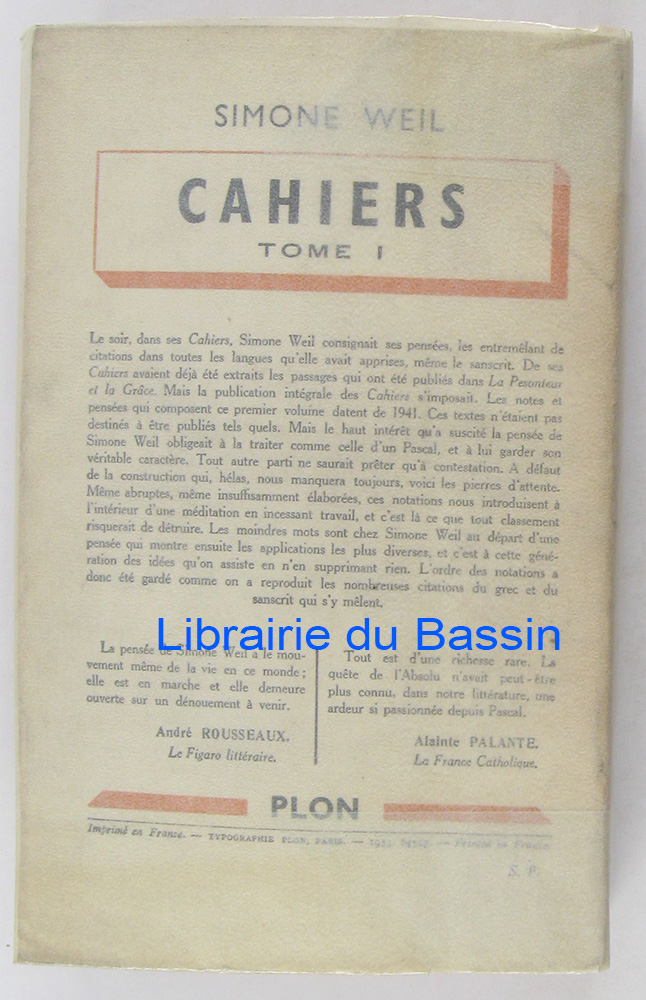 SIMONE WEIL
CAHIERS
TOME I
Le soir, dans ses Cahiers, Simone Weil consignait ses pensées, les entremêlant de
citations dans toutes les langues qu'elle avait apprises, même le sanscrit. De ses
Cahiers avaient déjà été extraits les passages qui ont été publiés dans La Pesanteur
et la Grâce. Mais la publication intégrale des Cahiers s'imposait. Les notes et
pensées qui composent ce premier volume datent de 1941. Ces textes n'étaient pas
destinés à être publiés tels quels. Mais le haut intérêt qu'a suscité la pensée de
Simone Weil obligeait à la traiter comme celle d'un Pascal, et à lui garder son
véritable caractère. Tout autre parti ne saurait prêter qu'à contestation. A défaut
de la construction qui, hélas, nous manquera toujours, voici les pierres d'attente.
Même abruptes, même insuffisamment élaborées, ces notations nous introduisent à
l'intérieur d'une méditation en incessant travail, et c'est là ce que tout classement
risquerait de détruire. Les moindres mots sont chez Simone Weil au départ d'une
pensée qui montre ensuite les applications les plus diverses, et c'est à cette géné-
ration des idées qu'on assiste en n'en supprimant rien. L'ordre des notations a
donc été gardé comme on a reproduit les nombreuses citations du grec et du
sanscrit qui s'y mêlent.
Librairie du Bassin
La pensée de Simone Weil a le mou-
vement même de la vie en ce monde ;
elle est en marche et elle demeure
ouverte sur un dénouement à venir.
André ROUSSEAUX.
Le Figaro littéraire.
Tout est d'une richesse rare. La
quête de l'Absolu n'avait peut-être
plus connu, dans notre littérature, une
ardeur si passionnée depuis Pascal.
Alainte PALANTE.
La France Catholique.
PLON
Imprimé en France. — TYPOGRAPHIE PLON, PARIS. — Printed in France.
S. P.